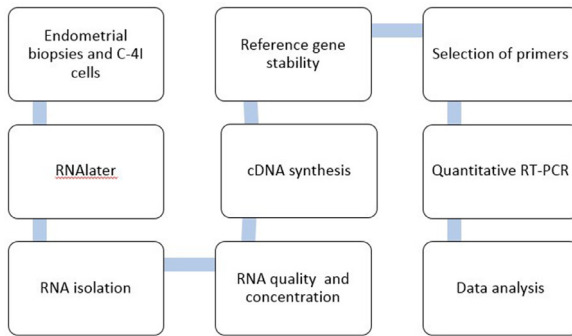 Endometrial
biopsies and C-4I
cells
RNAlater
RNA isolation
RNA quality and
concentration
cDNA synthesis
Reference gene
stability
Selection of primers
Quantitative RT-PCR
Data analysis